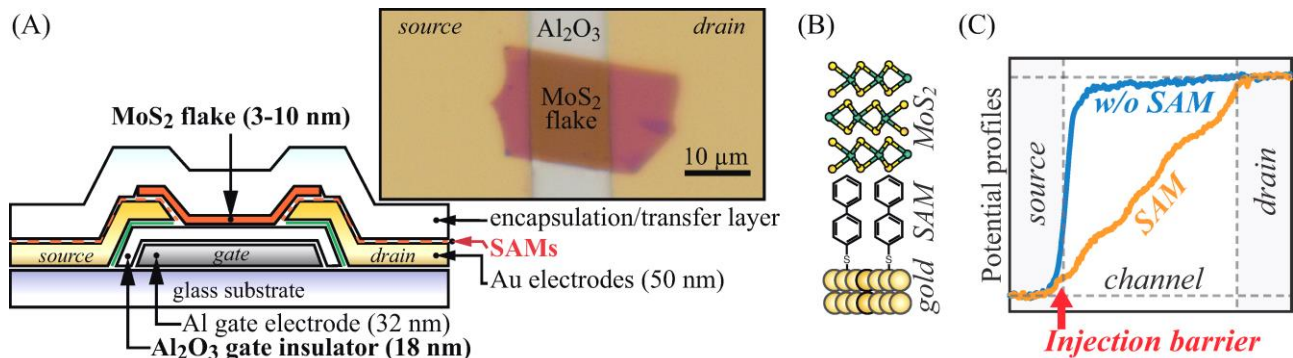 (A)
source
Al2O3
drain
MoS2
flake
10 µm
MoS2 flake (3-10 nm)
encapsulation/transfer layer
SAMs
source
gate
drain
Au electrodes (50 nm)
glass substrate
Al gate electrode (32 nm)
Al2O3 gate insulator (18 nm)
(B)
MoS2
SAM
S
S
gold
(C)
Potential profiles
source
w/o SAM
SAM
drain
channel
Injection barrier